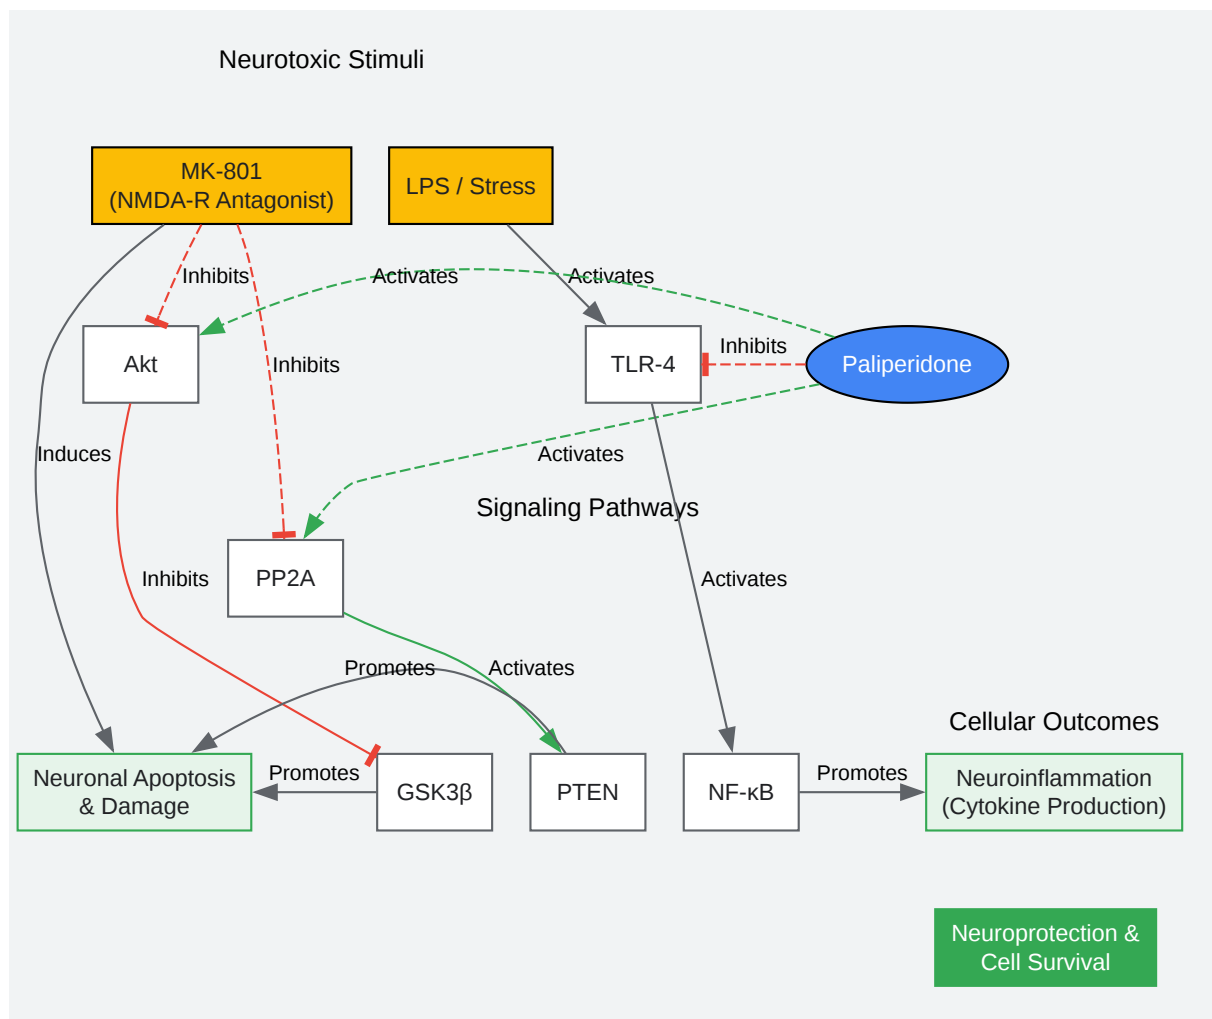 Neurotoxic Stimuli
MK-801
(NMDA-R Antagonist)
LPS / Stress
Inhibits
Activates
Activates
Akt
Inhibits
TLR-4
Inhibits
Paliperidone
Induces
Activates
Signaling Pathways
Inhibits
PP2A
Activates
Promotes
Activates
Cellular Outcomes
Neuronal Apoptosis
& Damage
Promotes
GSK3β
PTEN
NF-κB
Promotes
Neuroinflammation
(Cytokine Production)
Neuroprotection &
Cell Survival